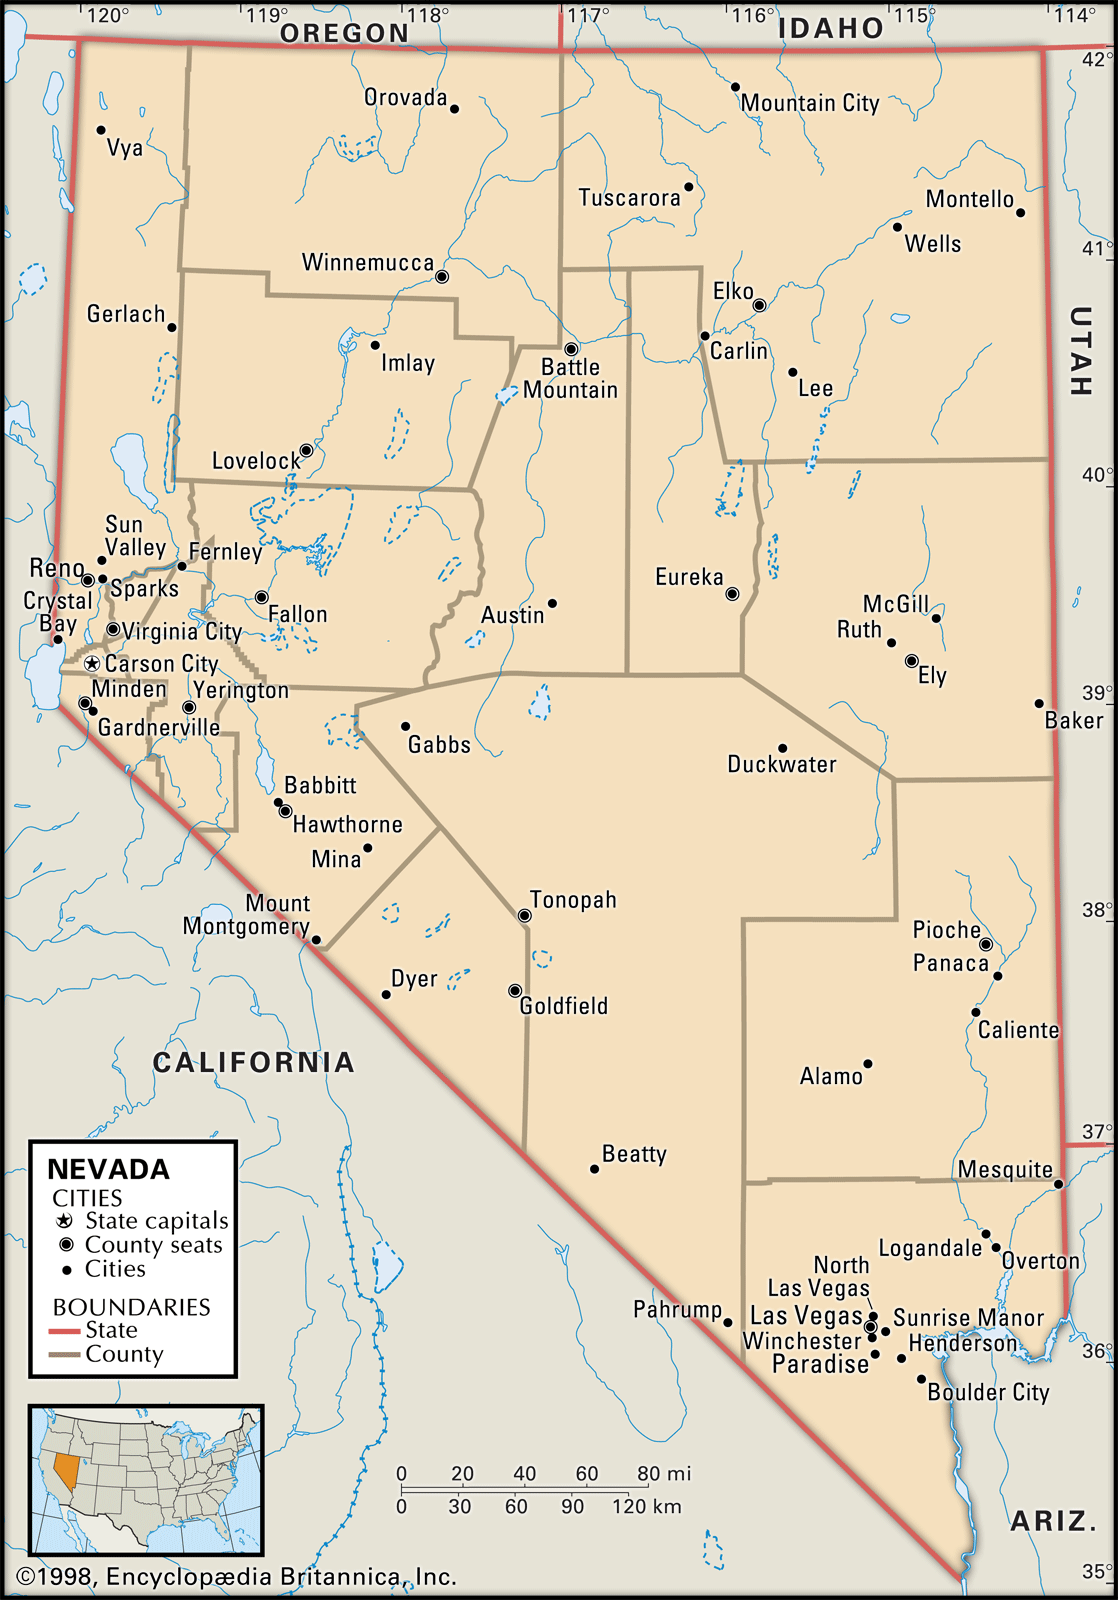 120°
119°
118°
117°
116°
115°
114°
OREGON
IDAHO
42°
Orovada
Mountain City
Vya
Tuscarora
Montello
Wells
41°
Winnemucca
Elko
Gerlach
UTAH
Imlay
Battle
Mountain
Carlin
Lee
Lovelock
40°
Sun
Valley
Fernley
Reno
Sparks
Crystal
Bay
Fallon
Eureka
Austin
McGill
Ruth
Virginia City
Carson City
Ely
Minden
Yerington
39°
Gardnerville
Baker
Gabbs
Duckwater
Babbitt
Hawthorne
Mina
Mount
Montgomery
Tonopah
38°
Pioche
Panaca
Dyer
Goldfield
Caliente
CALIFORNIA
Alamo
37°
Beatty
Mesquite
NEVADA
CITIES
State capitals
County seats
Cities
BOUNDARIES
State
County
Logandale
Overton
North
Las Vegas
Pahrump
Las Vegas
Sunrise Manor
Winchester
Henderson
Paradise
36°
Boulder City
0 20 40 60 80 mi
0 30 60 90 120 km
ARIZ.
35°
©1998, Encyclopædia Britannica, Inc.